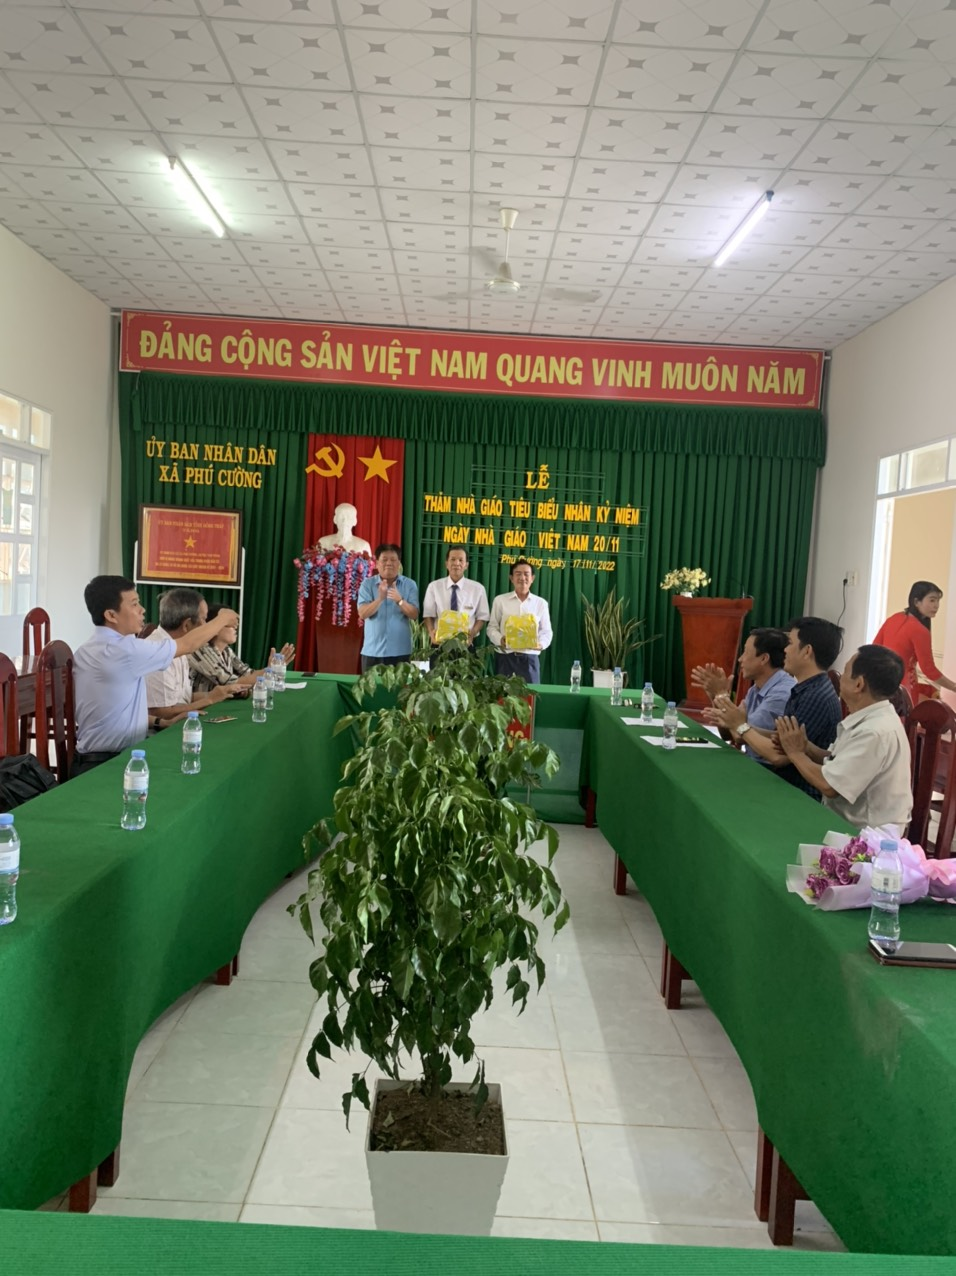 ĐẢNG CỘNG SẢN VIỆT NAM QUANG VINH MUÔN NĂM
ỦY BAN NHÂN DÂN
XÃ PHÚ CƯỜNG
LỄ
THĂM NHÀ GIÁO TIÊU BIỂU NHÂN KỶ NIỆM
NGÀY NHÀ GIÁO VIỆT NAM 20/11
Phú Cường, ngày 17/11/2022